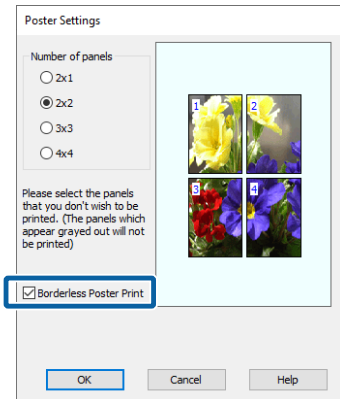 Poster Settings
Number of panels
2x1
2x2
3x3
4x4
1
2
3
4
Please select the panels
that you don't wish to be
printed. (The panels which
appear grayed out will not
be printed)
Borderless Poster Print
OK
Cancel
Help